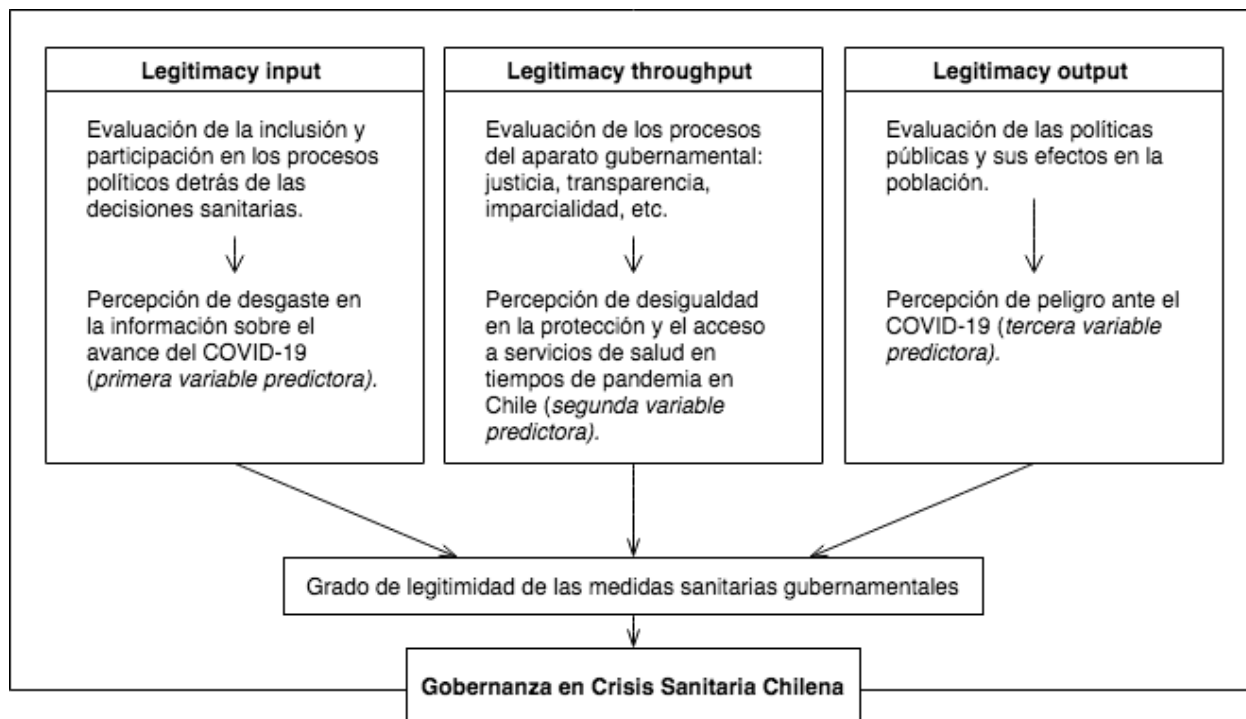 Legitimacy input
Evaluación de la inclusión y
participación en los procesos
políticos detrás de las
decisiones sanitarias.
Percepción de desgaste en
la información sobre el
avance del COVID-19
(primera variable predictora).
Legitimacy throughput
Evaluación de los procesos
del aparato gubernamental:
justicia, transparencia,
imparcialidad, etc.
Percepción de desigualdad
en la protección y el acceso
a servicios de salud en
tiempos de pandemia en
Chile (segunda variable
predictora).
Legitimacy output
Evaluación de las políticas
públicas y sus efectos en la
población.
Percepción de peligro ante el
COVID-19 (tercera variable
predictora).
Grado de legitimidad de las medidas sanitarias gubernamentales
Gobernanza en Crisis Sanitaria Chilena